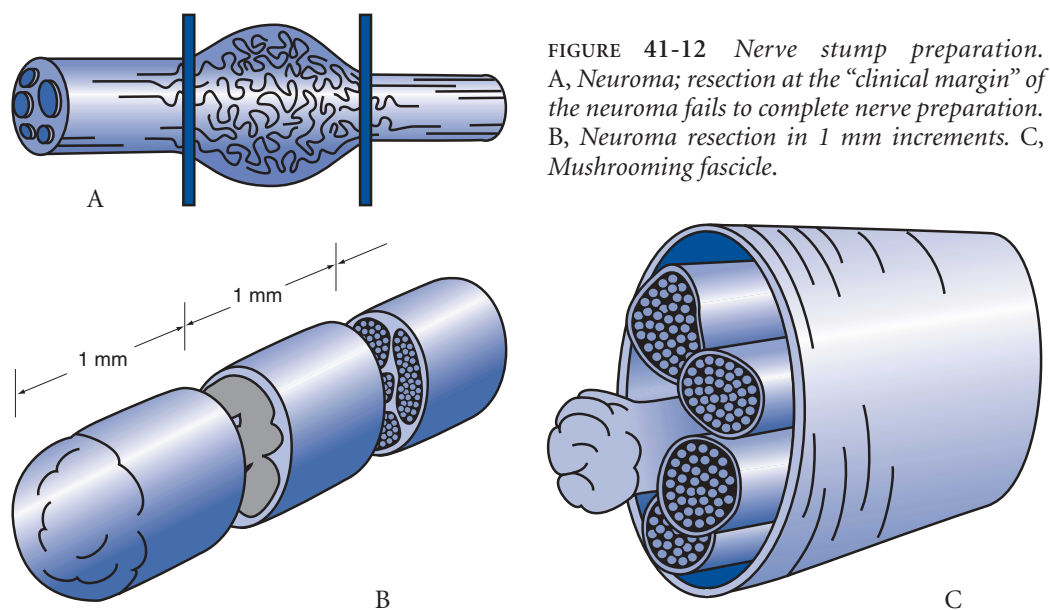 FIGURE 41-12 Nerve stump preparation.
A, Neuroma; resection at the “clinical margin” of
the neuroma fails to complete nerve preparation.
B, Neuroma resection in 1 mm increments. C,
Mushrooming fascicle.
A
1 mm
1 mm
B
C